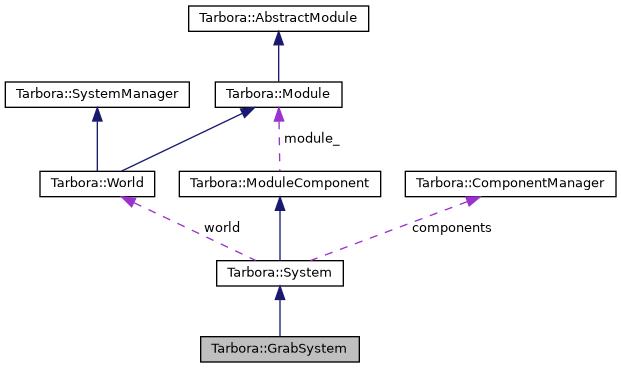 Tarbora::AbstractModule
Tarbora::SystemManager
Tarbora::Module
module_
Tarbora::World
Tarbora::ModuleComponent
Tarbora::ComponentManager
world
components
Tarbora::System
Tarbora::GrabSystem